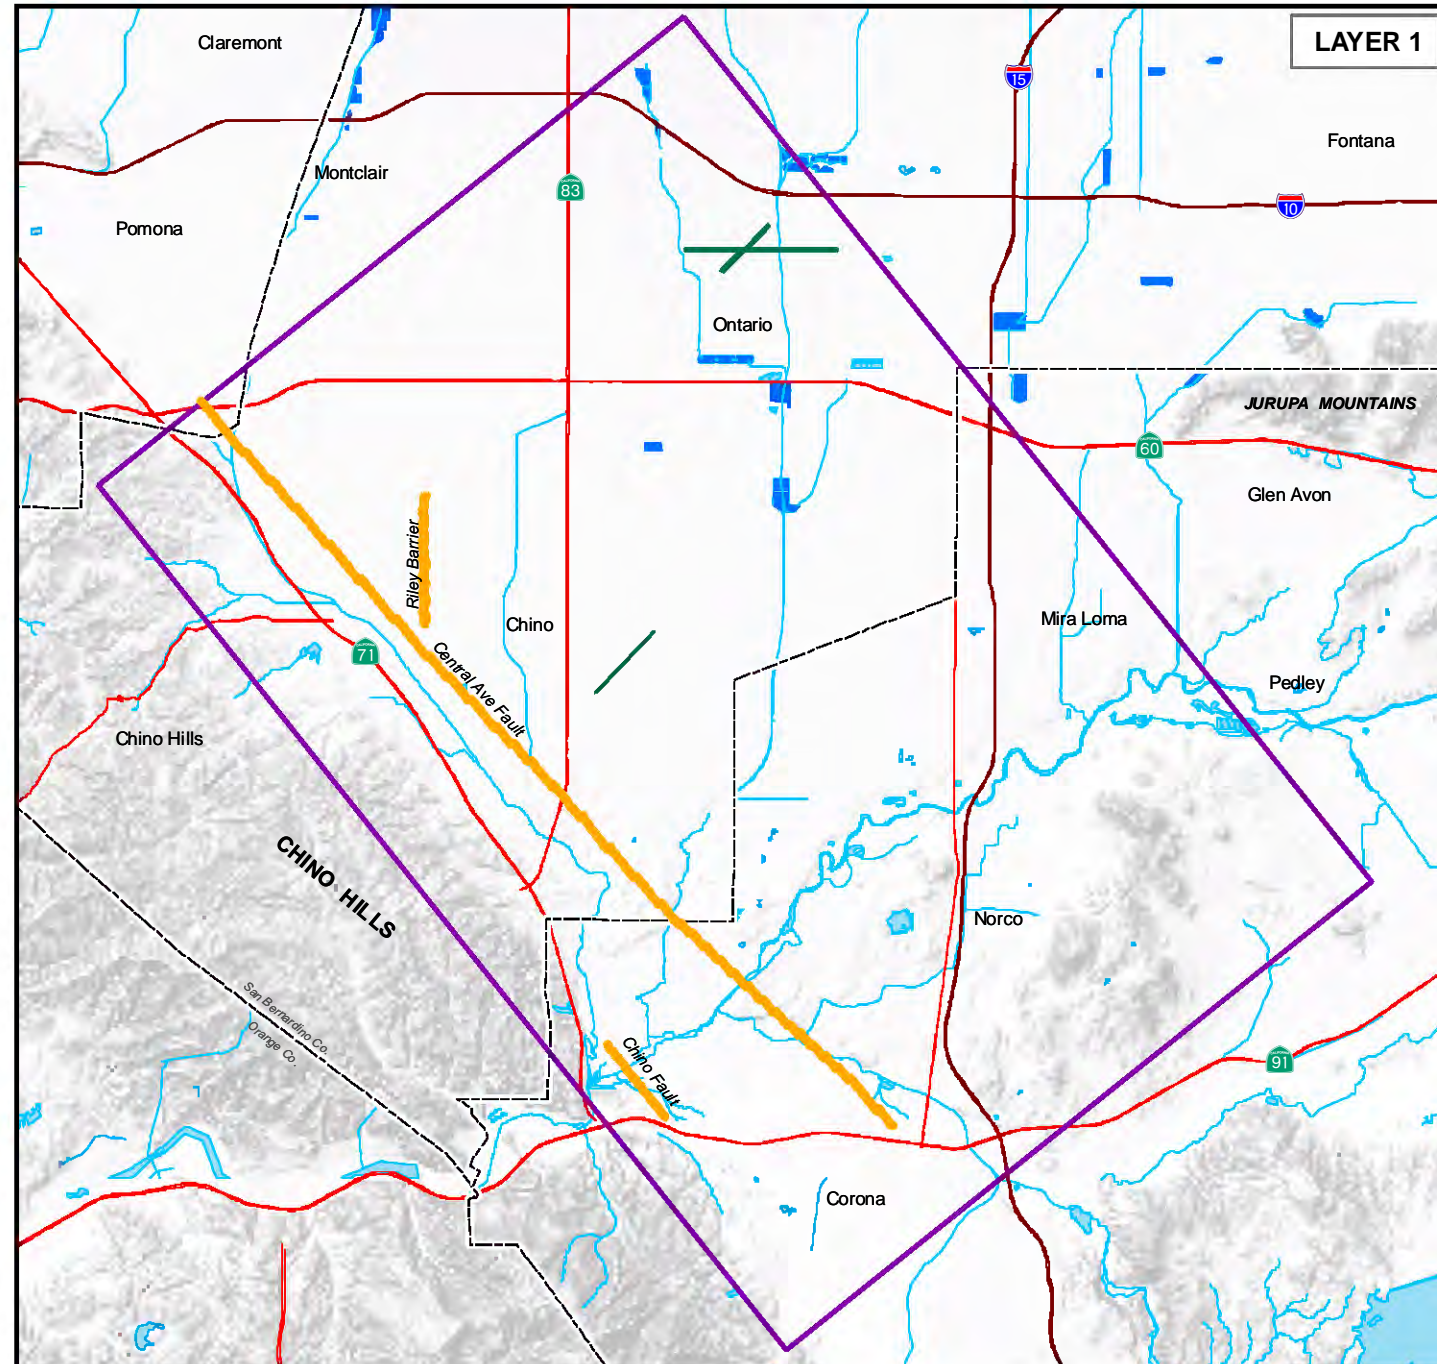 LAYER 1
Claremont
15
Fontana
Montclair
83
10
Pomona
Ontario
JURUPA MOUNTAINS
60
Glen Avon
Riley Barrier
Chino
Mira Loma
71
Central Ave Fault
Pedley
Chino Hills
CHINO HILLS
Norco
San Bernardino Co.
Orange Co.
Chino Fault
91
Corona